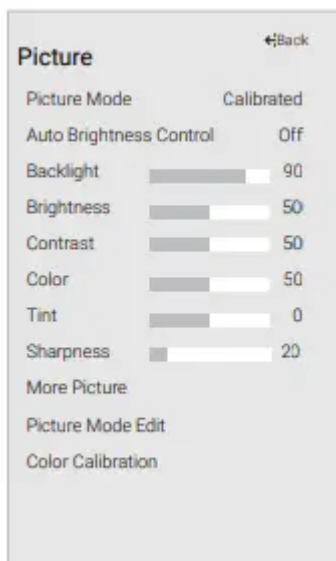 ←Back
Picture
Picture Mode Calibrated
Auto Brightness Control Off
Backlight 90
Brightness 50
Contrast 50
Color 50
Tint 0
Sharpness 20
More Picture
Picture Mode Edit
Color Calibration